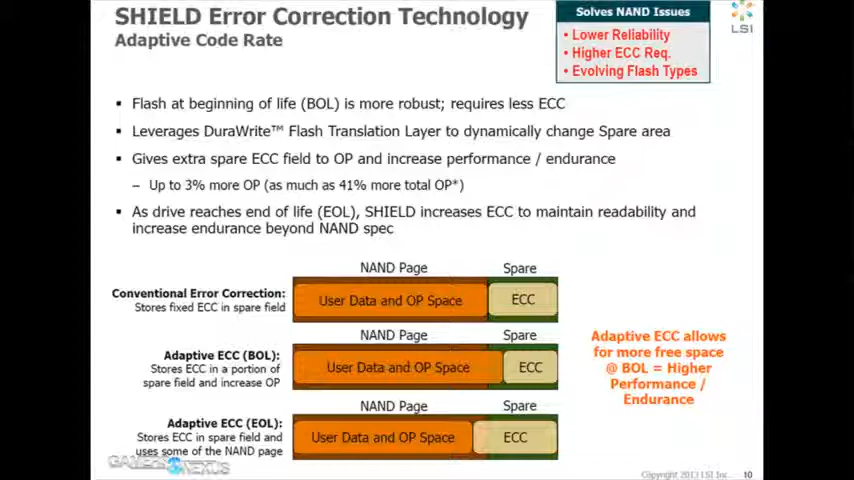 SHIELD Error Correction Technology
Adaptive Code Rate
Solves NAND Issues
• Lower Reliability
• Higher ECC Req.
• Evolving Flash Types
LSI
▪ Flash at beginning of life (BOL) is more robust; requires less ECC
▪ Leverages DuraWrite™ Flash Translation Layer to dynamically change Spare area
▪ Gives extra spare ECC field to OP and increase performance / endurance
– Up to 3% more OP (as much as 41% more total OP*)
▪ As drive reaches end of life (EOL), SHIELD increases ECC to maintain readability and
increase endurance beyond NAND spec
NAND Page Spare
Conventional Error Correction:
Stores fixed ECC in spare field
User Data and OP Space ECC
NAND Page Spare
Adaptive ECC (BOL):
Stores ECC in a portion of
spare field and increase OP
User Data and OP Space ECC
Adaptive ECC allows
for more free space
@ BOL = Higher
Performance /
Endurance
NAND Page Spare
Adaptive ECC (EOL):
Stores ECC in spare field and
uses some of the NAND page
User Data and OP Space ECC
GAMERS NEXUS
Copyright 2013 LSI Inc. 10